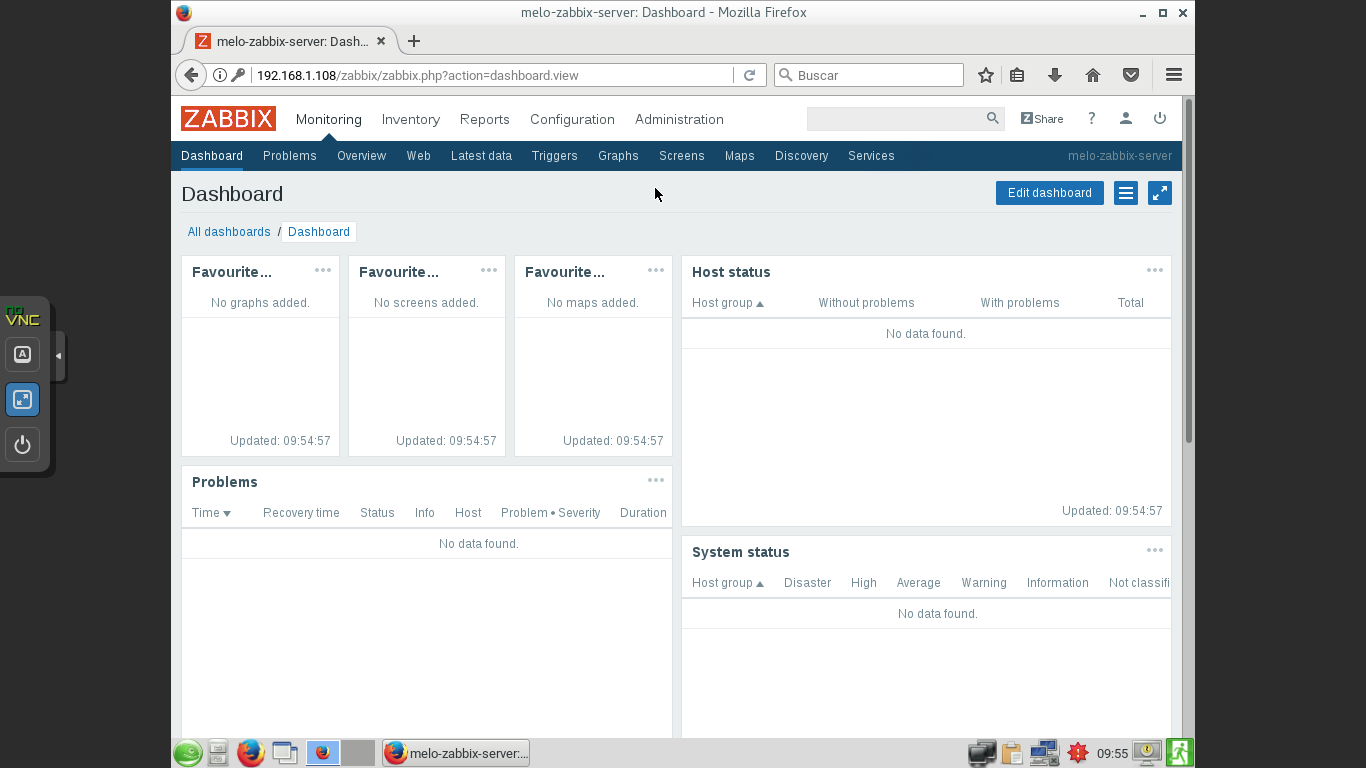 melo-zabbix-server: Dashboard - Mozilla Firefox
melo-zabbix-server: Dash...
192.168.1.108/zabbix/zabbix.php?action=dashboard.view
Buscar
ZABBIX
Monitoring Inventory Reports Configuration Administration
Z Share ?
Dashboard Problems Overview Web Latest data Triggers Graphs Screens Maps Discovery Services melo-zabbix-server
Dashboard
Edit dashboard
All dashboards / Dashboard
Favourite...
No graphs added.
Updated: 09:54:57
Favourite...
No screens added.
Updated: 09:54:57
Favourite...
No maps added.
Updated: 09:54:57
Host status
Host group Without problems With problems Total
No data found.
Updated: 09:54:57
Problems
Time Recovery time Status Info Host Problem • Severity Duration
No data found.
System status
Host group Disaster High Average Warning Information Not classifi
No data found.
no
VNC
A
melo-zabbix-server:...
09:55